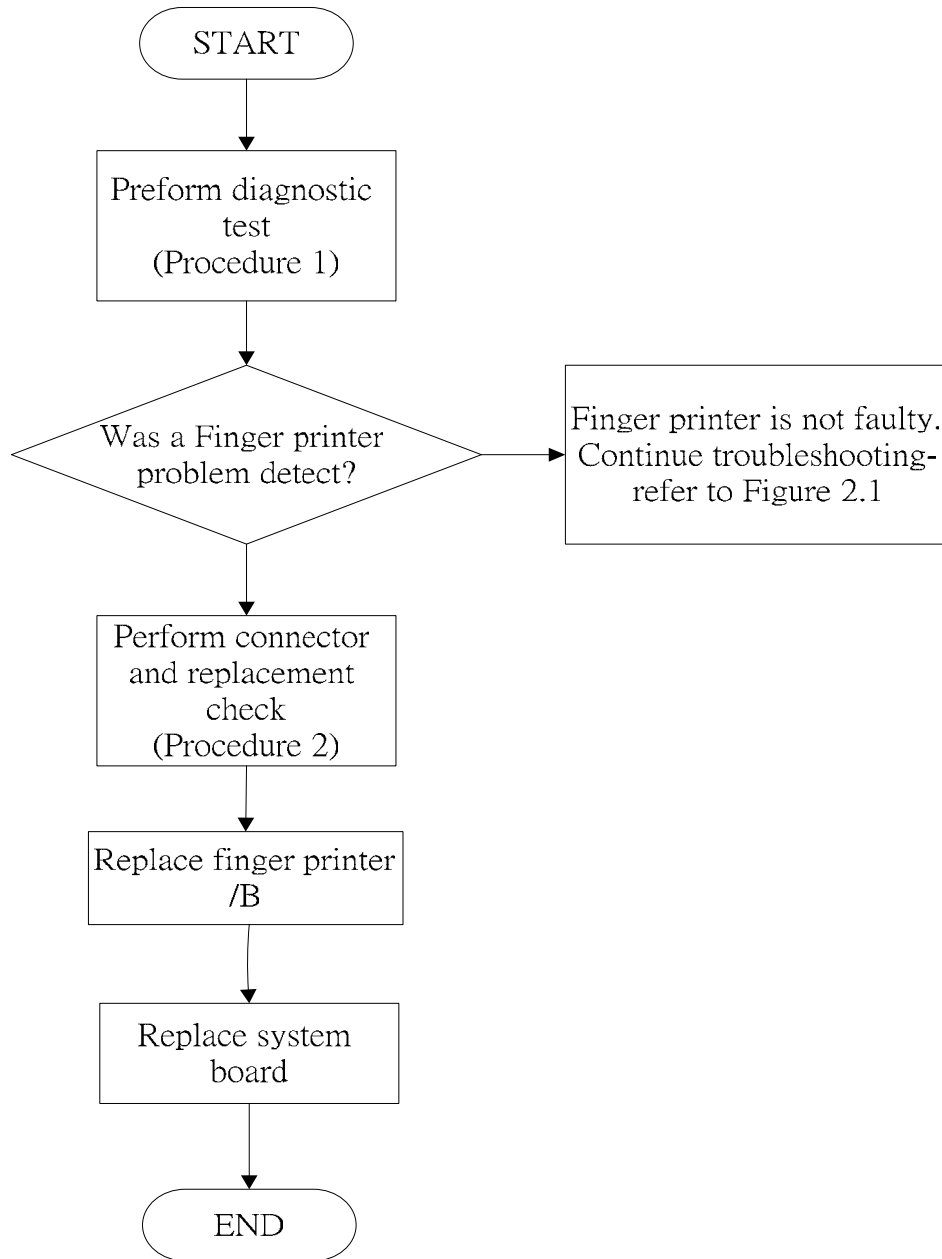 START
Preform diagnostic
test
(Procedure 1)
Was a Finger printer
problem detect?
Finger printer is not faulty.
Continue troubleshooting-
refer to Figure 2.1
Perform connector
and replacement
check
(Procedure 2)
Replace finger printer
/B
Replace system
board
END